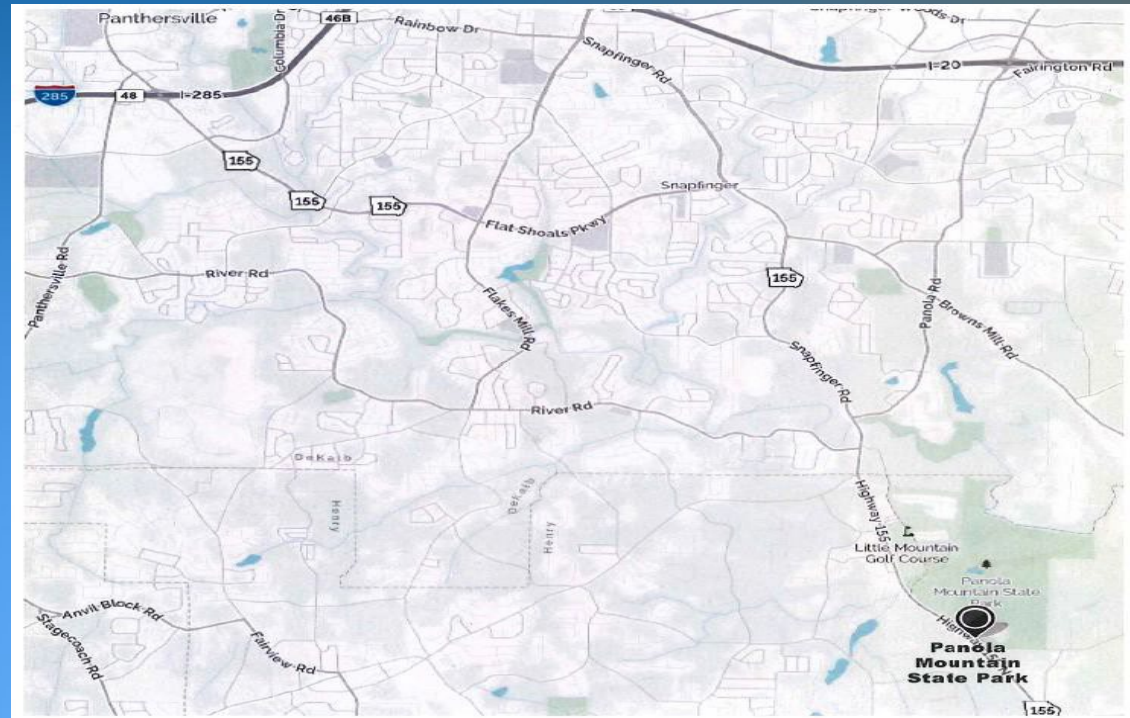 Panthersville
46B
Columbia Dr
Rainbow Dr
Snapfinger Woods Dr
Snapfinger Rd
I-20
Fairington Rd
285
48
I-285
155
155
155
Snapfinger
Flat Shoals Pkwy
Panthersville Rd
River Rd
155
Flakes Mill Rd
Panola Rd
Browns Mill Rd
Snapfinger Rd
River Rd
DeKalb
Henry
DeKalb
Henry
Highway 155
Little Mountain
Golf Course
Panola
Mountain State
Park
Anvil Block Rd
Stagecoach Rd
Fairview Rd
Panola
Mountain
State Park
155